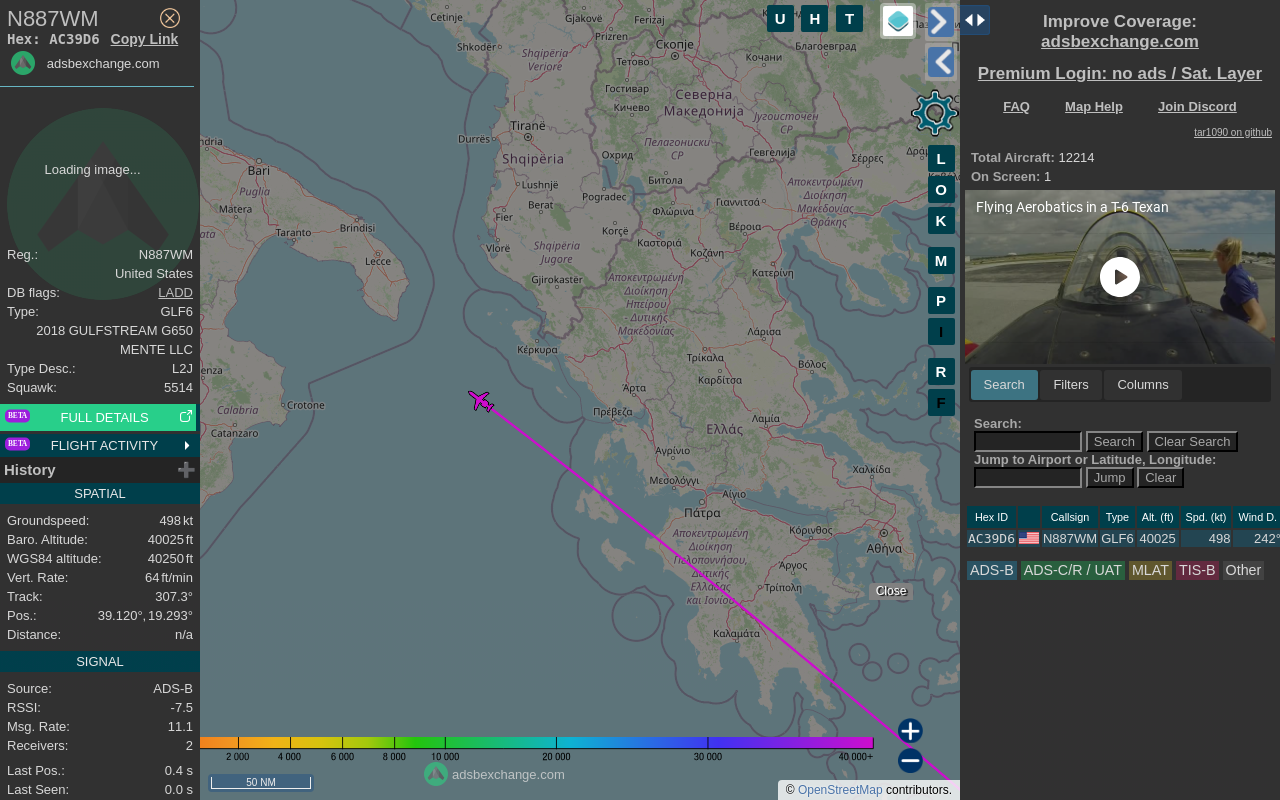 N887WM
Hex: AC39D6 Copy Link
adsbexchange.com
Loading image...
Reg.: N887WM
United States
DB flags: LADD
Type: GLF6
2018 GULFSTREAM G650
MENTE LLC
Type Desc.: L2J
Squawk: 5514
BETA FULL DETAILS
BETA FLIGHT ACTIVITY
History
SPATIAL
Groundspeed: 498 kt
Baro. Altitude: 40025 ft
WGS84 altitude: 40250 ft
Vert. Rate: 64 ft/min
Track: 307.3°
Pos.: 39.120°, 19.293°
Distance: n/a
SIGNAL
Source: ADS-B
RSSI: -7.5
Msg. Rate: 11.1
Receivers: 2
Last Pos.: 0.4 s
Last Seen: 0.0 s
U H T
L
O
K
M
P
I
R
F
Cetinje
Gjakovë
Ferizaj
Prizren
Shkodër
Скопје
Благоевград
Shqipëria
Veriore
Тетово
Кочани
Гостивар
Кичево
Северна
Македонија
Југоисточен
СР
Tiranë
Durrës
Пелагониски
СР
Гевгелија
Shqipëria
Охрид
Σέρρες
Bari
Битола
Lushnjë
Pogradec
Αποκεντρωμένη
Διοίκηση
Μακεδονίας
- Θράκης
Puglia
Matera
Berat
Φλώρινα
Γιαννιτσά
Fier
Brindisi
Taranto
Korçë
Βέροια
Vlorë
Shqipëria
Jugore
Καστοριά
Κοζάνη
Lecce
Κατερίνη
Gjirokastër
Αποκεντρωμένη
Διοίκηση
Ηπείρου
- Δυτικής
Μακεδονίας
Λάρισα
Κέρκυρα
Τρίκαλα
Βόλος
Καρδίτσα
Άρτα
Πρέβεζα
Calabria
Crotone
Λαμία
Catanzaro
Ελλάς
Αγρίνιο
Χαλκίδα
Μεσολόγγι
Αίγιο
Πάτρα
Κόρινθος
Αποκεντρωμένη
Διοίκηση
Πελοποννήσου,
Δυτικής
Ελλάδας
και Ιονίου
Αθήνα
Άργος
Τρίπολη
Καλαμάτα
Close
2 000 4 000 6 000 8 000 10 000 20 000 30 000 40 000+
50 NM
adsbexchange.com
© OpenStreetMap contributors.
Improve Coverage:
adsbexchange.com
Premium Login: no ads / Sat. Layer
FAQ Map Help Join Discord
tar1090 on github
Total Aircraft: 12214
On Screen: 1
Flying Aerobatics in a T-6 Texan
Search Filters Columns
Search:
Search Clear Search
Jump to Airport or Latitude, Longitude:
Jump Clear
Hex ID Callsign Type Alt. (ft) Spd. (kt) Wind D.
AC39D6 N887WM GLF6 40025 498 242°
ADS-B ADS-C/R / UAT MLAT TIS-B Other